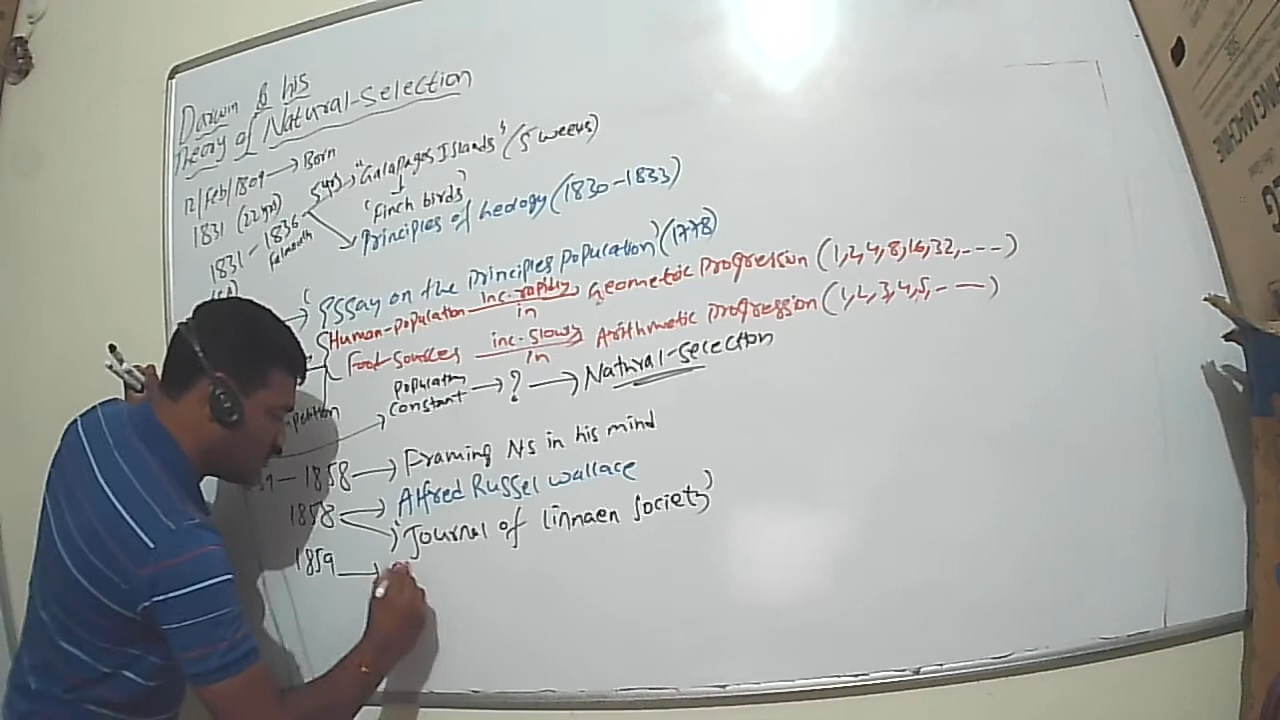 Darwin & his
Theory of Natural-Selection
12/Feb/1809 → Born
1831 (22 yrs)
1831 - 1836 5yrs → "Galapagos Islands" (5 weeks)
Falmouth
'Finch birds'
Principles of Geology (1830-1833)
'Essay on the Principles Population' (1778)
Human-population inc. rapidly in Geometric Progression (1,2,4,8,16,32,---)
Food-sources inc. slowly in Arithmetic Progression (1,2,3,4,5,- —)
population constant → ? → Natural-selection
1858 → Framing NS in his mind
1858 → Alfred Russel Wallace
'Journal of Linnaen Society'
1859 →